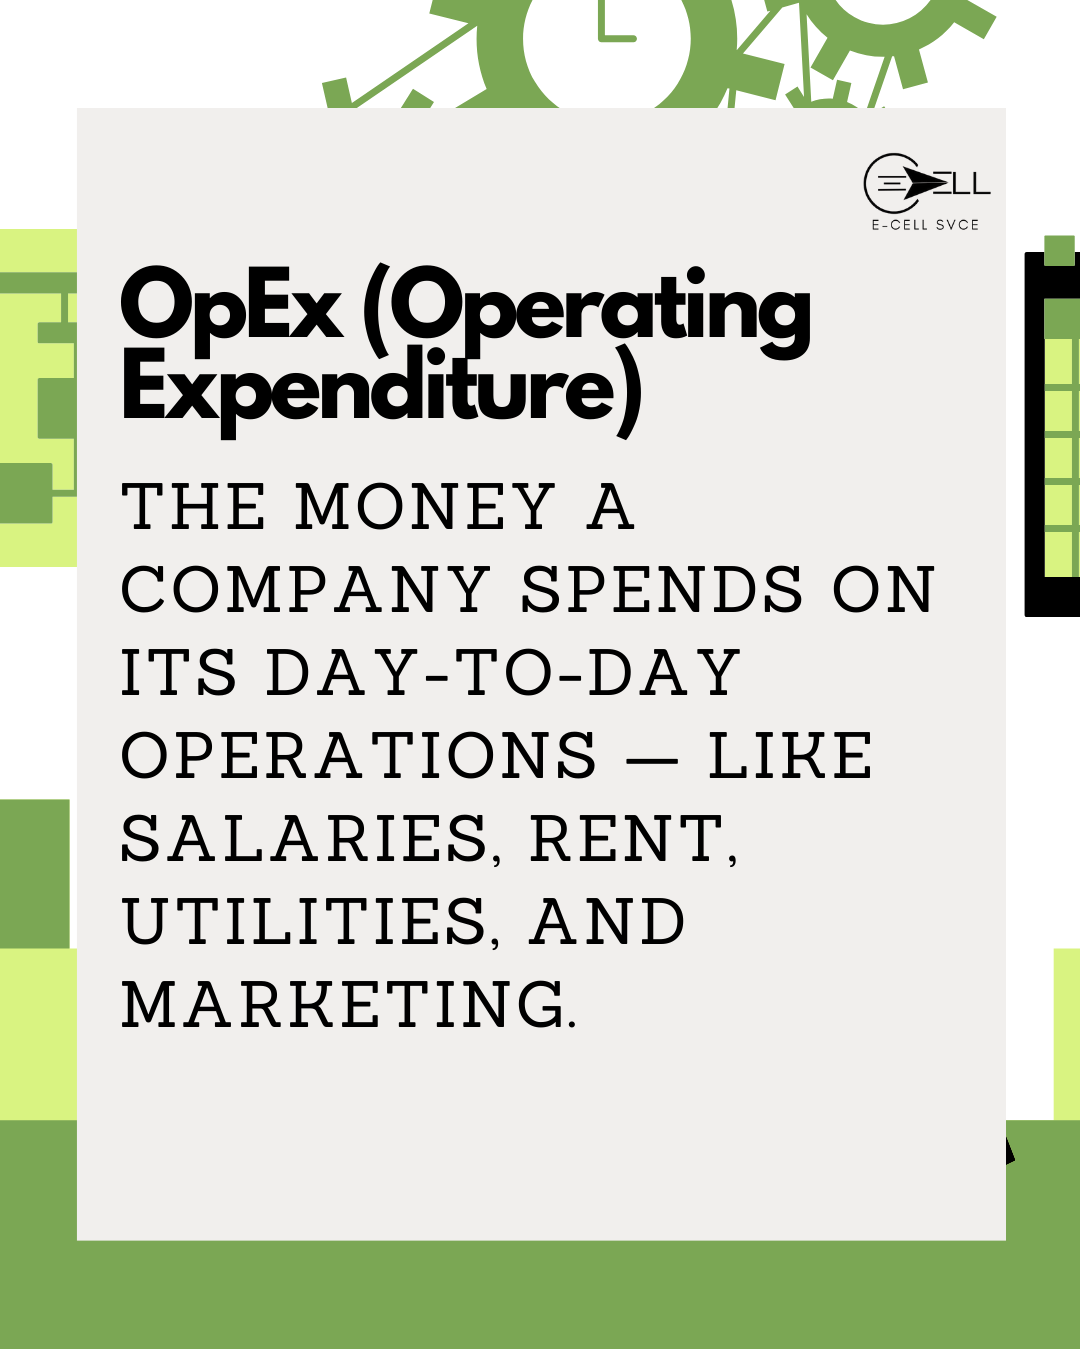 ELL
E-CELL SVCE
OpEx (Operating
Expenditure)
THE MONEY A
COMPANY SPENDS ON
ITS DAY-TO-DAY
OPERATIONS — LIKE
SALARIES, RENT,
UTILITIES, AND
MARKETING.